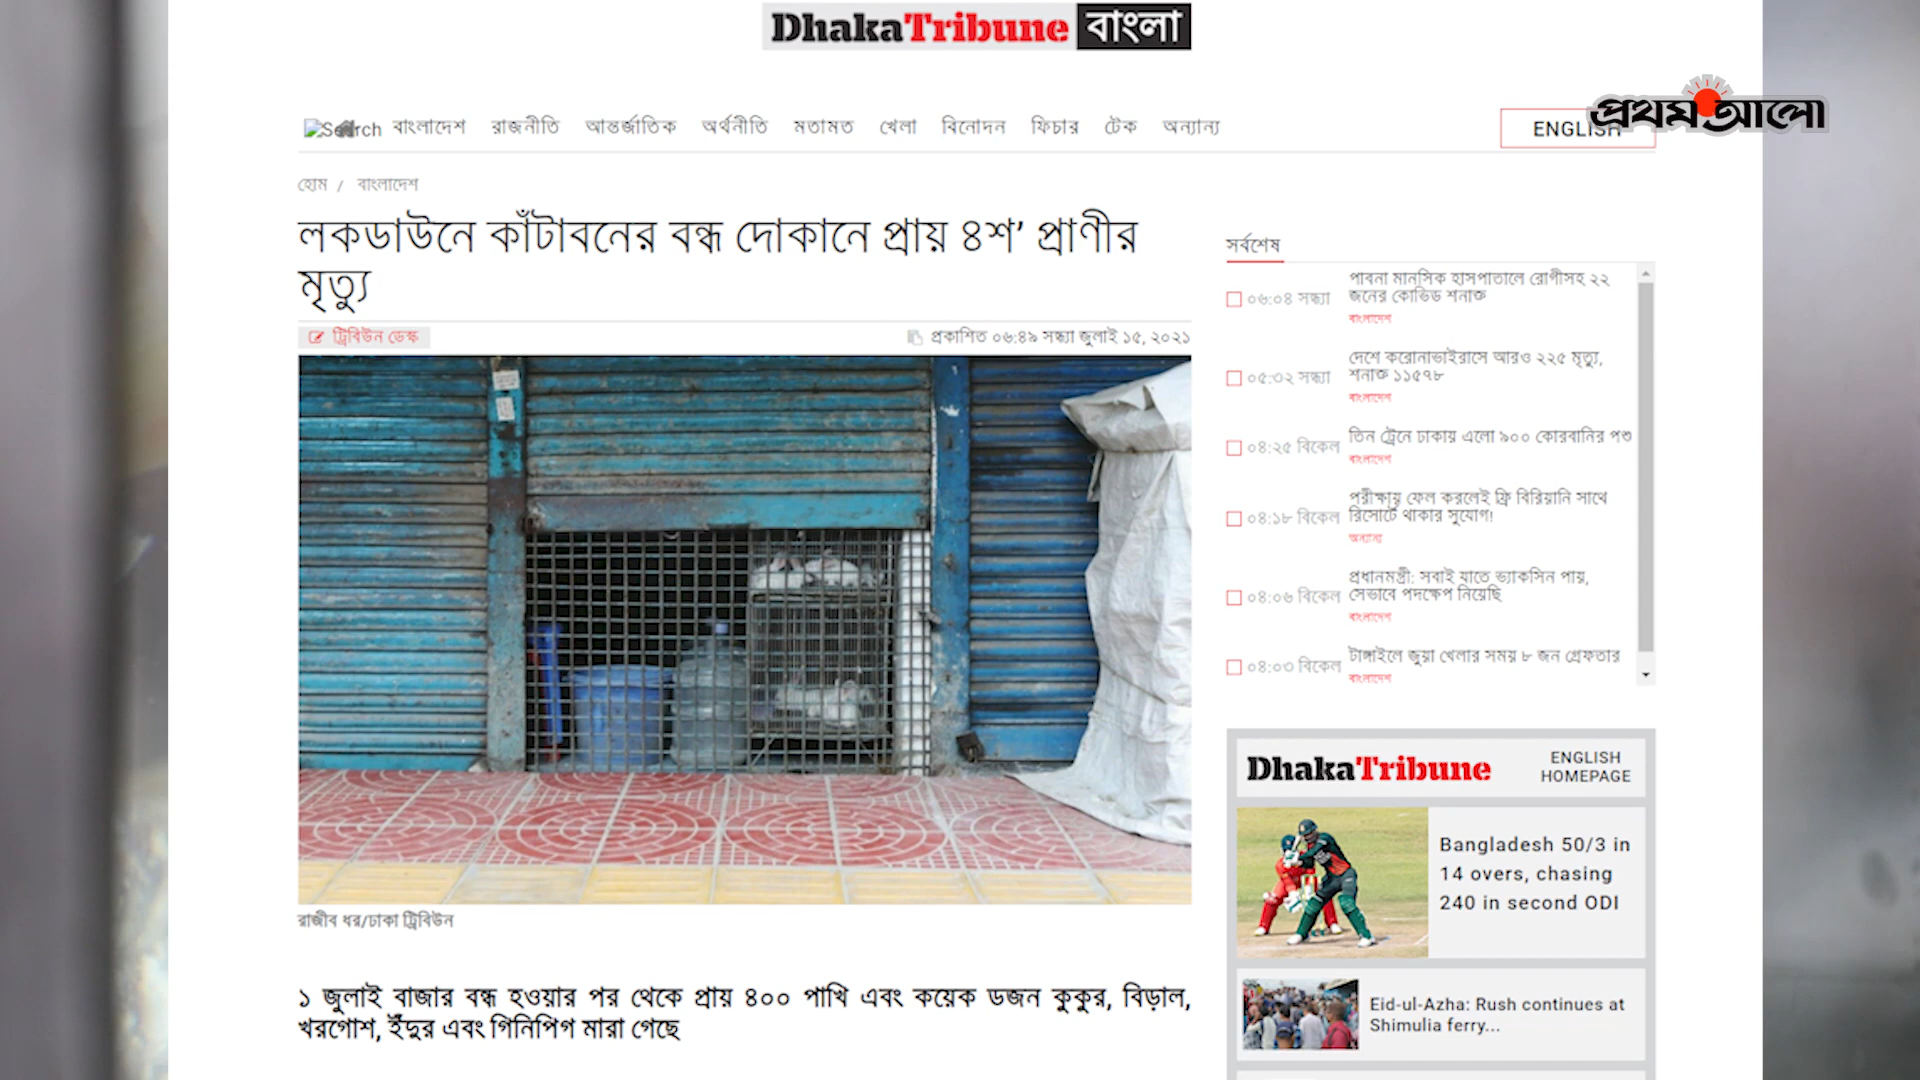 DhakaTribune বাংলা
প্রথম আলো
Search বাংলাদেশ রাজনীতি আন্তর্জাতিক অর্থনীতি মতামত খেলা বিনোদন ফিচার টেক অন্যান্য
ENGLISH
হোম / বাংলাদেশ
লকডাউনে কাঁটাবনের বন্ধ দোকানে প্রায় ৪শ’ প্রাণীর
মৃত্যু
ট্রিবিউন ডেস্ক
প্রকাশিত ০৬:৪৯ সন্ধ্যা জুলাই ১৫, ২০২১
রাজীব ধর/ঢাকা ট্রিবিউন
১ জুলাই বাজার বন্ধ হওয়ার পর থেকে প্রায় ৪০০ পাখি এবং কয়েক ডজন কুকুর, বিড়াল,
খরগোশ, ইঁদুর এবং গিনিপিগ মারা গেছে
সর্বশেষ
০৬:০৪ সন্ধ্যা
পাবনা মানসিক হাসপাতালে রোগীসহ ২২
জনের কোভিড শনাক্ত
বাংলাদেশ
০৫:৩২ সন্ধ্যা
দেশে করোনাভাইরাসে আরও ২২৫ মৃত্যু,
শনাক্ত ১১৫৭৮
বাংলাদেশ
০৪:২৫ বিকেল
তিন ট্রেনে ঢাকায় এলো ৯০০ কোরবানির পশু
বাংলাদেশ
০৪:১৮ বিকেল
পরীক্ষায় ফেল করলেই ফ্রি বিরিয়ানি সাথে
রিসোর্টে থাকার সুযোগ!
অন্যান্য
০৪:০৬ বিকেল
প্রধানমন্ত্রী: সবাই যাতে ভ্যাকসিন পায়,
সেভাবে পদক্ষেপ নিয়েছি
বাংলাদেশ
০৪:০৩ বিকেল
টাঙ্গাইলে জুয়া খেলার সময় ৮ জন গ্রেফতার
বাংলাদেশ
DhakaTribune
ENGLISH
HOMEPAGE
Bangladesh 50/3 in
14 overs, chasing
240 in second ODI
Eid-ul-Azha: Rush continues at
Shimulia ferry...